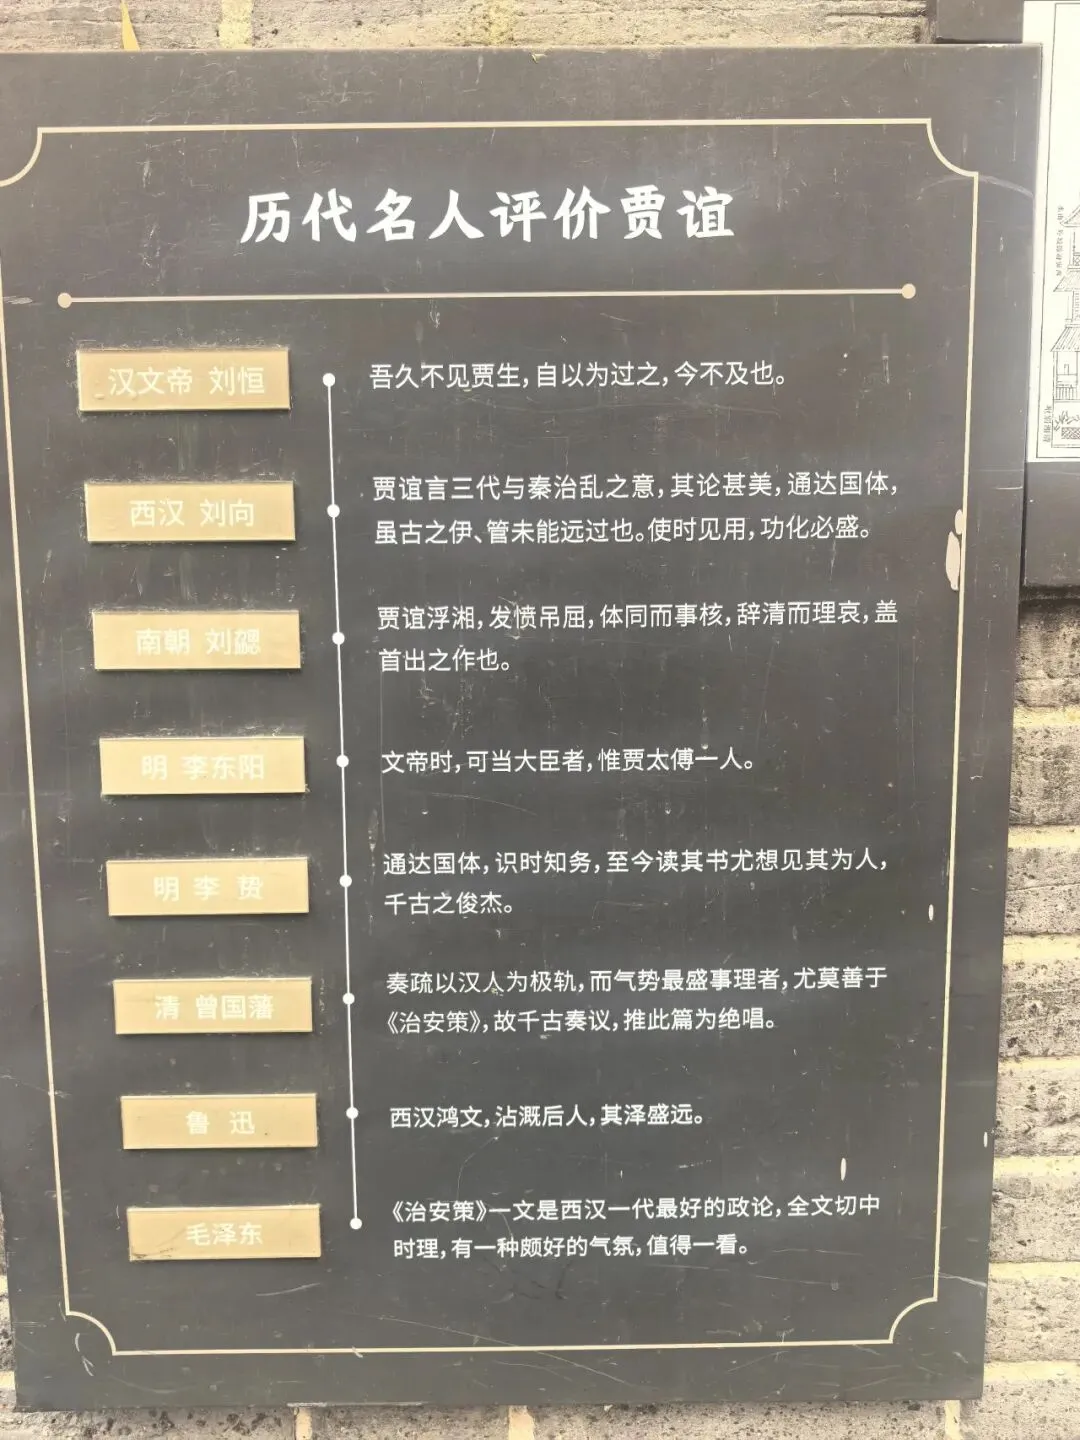 历代名人评价贾谊
汉文帝 刘恒
吾久不见贾生，自以为过之，今不及也。
西汉 刘向
贾谊言三代与秦治乱之意，其论甚美，通达国体，
虽古之伊、管未能远过也。使时见用，功化必盛。
南朝 刘勰
贾谊浮湘，发愤吊屈，体同而事核，辞清而理哀，盖
首出之作也。
明 李东阳
文帝时，可当大臣者，惟贾太傅一人。
明 李 贽
通达国体，识时知务，至今读其书尤想见其为人，
千古之俊杰。
清 曾国藩
奏疏以汉人为极轨，而气势最盛事理者，尤莫善于
《治安策》，故千古奏议，推此篇为绝唱。
鲁 迅
西汉鸿文，沾溉后人，其泽盛远。
毛泽东
《治安策》一文是西汉一代最好的政论，全文切中
时理，有一种颇好的气氛，值得一看。